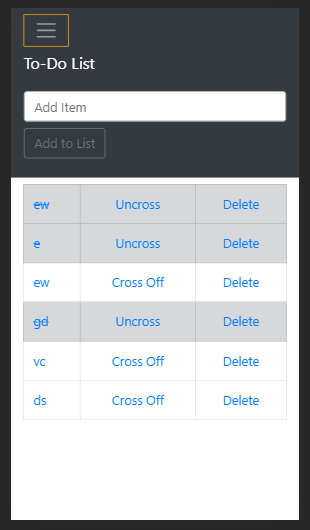 To-Do List
Add Item
Add to List
ew Uncross Delete
e Uncross Delete
ew Cross Off Delete
gd Uncross Delete
vc Cross Off Delete
ds Cross Off Delete